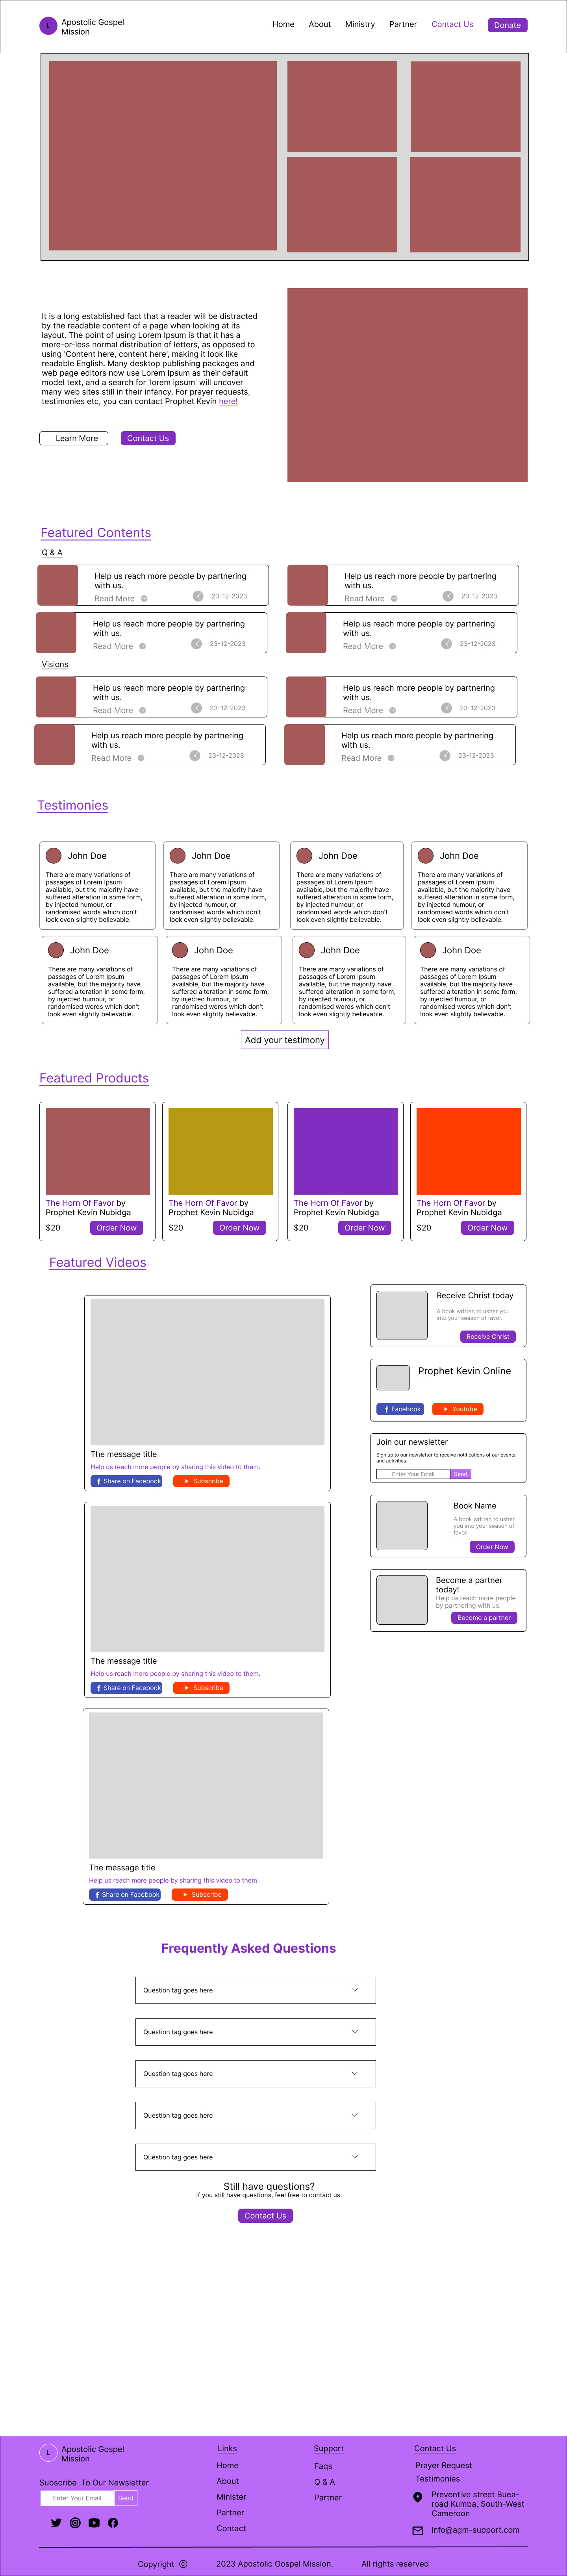 L
Apostolic Gospel
Mission
Home About Ministry Partner Contact Us Donate
It is a long established fact that a reader will be distracted
by the readable content of a page when looking at its
layout. The point of using Lorem Ipsum is that it has a
more-or-less normal distribution of letters, as opposed to
using 'Content here, content here', making it look like
readable English. Many desktop publishing packages and
web page editors now use Lorem Ipsum as their default
model text, and a search for 'lorem ipsum' will uncover
many web sites still in their infancy. For prayer requests,
testimonies etc, you can contact Prophet Kevin here!
Learn More Contact Us
Featured Contents
Q & A
Help us reach more people by partnering
with us.
Read More 23-12-2023
Help us reach more people by partnering
with us.
Read More 23-12-2023
Help us reach more people by partnering
with us.
Read More 23-12-2023
Help us reach more people by partnering
with us.
Read More 23-12-2023
Visions
Help us reach more people by partnering
with us.
Read More 23-12-2023
Help us reach more people by partnering
with us.
Read More 23-12-2023
Help us reach more people by partnering
with us.
Read More 23-12-2023
Help us reach more people by partnering
with us.
Read More 23-12-2023
Testimonies
John Doe
There are many variations of
passages of Lorem Ipsum
available, but the majority have
suffered alteration in some form,
by injected humour, or
randomised words which don't
look even slightly believable.
John Doe
There are many variations of
passages of Lorem Ipsum
available, but the majority have
suffered alteration in some form,
by injected humour, or
randomised words which don't
look even slightly believable.
John Doe
There are many variations of
passages of Lorem Ipsum
available, but the majority have
suffered alteration in some form,
by injected humour, or
randomised words which don't
look even slightly believable.
John Doe
There are many variations of
passages of Lorem Ipsum
available, but the majority have
suffered alteration in some form,
by injected humour, or
randomised words which don't
look even slightly believable.
John Doe
There are many variations of
passages of Lorem Ipsum
available, but the majority have
suffered alteration in some form,
by injected humour, or
randomised words which don't
look even slightly believable.
John Doe
There are many variations of
passages of Lorem Ipsum
available, but the majority have
suffered alteration in some form,
by injected humour, or
randomised words which don't
look even slightly believable.
John Doe
There are many variations of
passages of Lorem Ipsum
available, but the majority have
suffered alteration in some form,
by injected humour, or
randomised words which don't
look even slightly believable.
John Doe
There are many variations of
passages of Lorem Ipsum
available, but the majority have
suffered alteration in some form,
by injected humour, or
randomised words which don't
look even slightly believable.
Add your testimony
Featured Products
The Horn Of Favor by
Prophet Kevin Nubidga
$20 Order Now
The Horn Of Favor by
Prophet Kevin Nubidga
$20 Order Now
The Horn Of Favor by
Prophet Kevin Nubidga
$20 Order Now
The Horn Of Favor by
Prophet Kevin Nubidga
$20 Order Now
Featured Videos
The message title
Help us reach more people by sharing this video to them.
Share on Facebook Subscribe
The message title
Help us reach more people by sharing this video to them.
Share on Facebook Subscribe
The message title
Help us reach more people by sharing this video to them.
Share on Facebook Subscribe
Receive Christ today
A book written to usher you
into your season of favor.
Receive Christ
Prophet Kevin Online
Facebook Youtube
Join our newsletter
Sign up to our newsletter to receive notifications of our events
and activities.
Enter Your Email Send
Book Name
A book written to usher
you into your season of
favor.
Order Now
Become a partner
today!
Help us reach more people
by partnering with us.
Become a partner
Frequently Asked Questions
Question tag goes here
Question tag goes here
Question tag goes here
Question tag goes here
Question tag goes here
Still have questions?
If you still have questions, feel free to contact us.
Contact Us
L
Apostolic Gospel
Mission
Subscribe To Our Newsletter
Enter Your Email Send
Links
Home
About
Minister
Partner
Contact
Support
Faqs
Q & A
Partner
Contact Us
Prayer Request
Testimonies
Preventive street Buea-
road Kumba, South-West
Cameroon
info@agm-support.com
Copyright © 2023 Apostolic Gospel Mission. All rights reserved